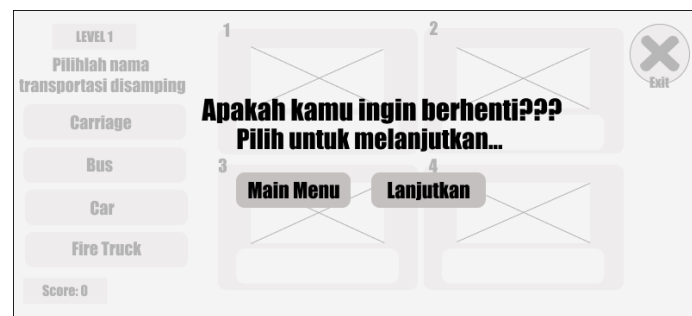 LEVEL 1
Pilihlah nama
transportasi disamping
Carriage
Bus
Car
Fire Truck
Score: 0
1
2
3
4
Exit
Apakah kamu ingin berhenti???
Pilih untuk melanjutkan...
Main Menu
Lanjutkan